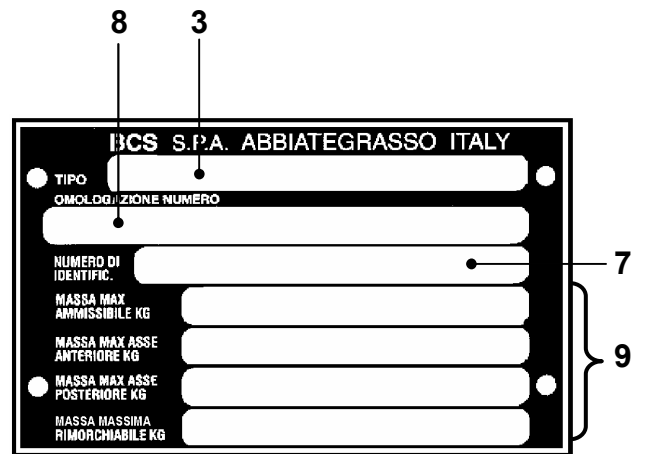 8 3
BCS S.P.A. ABBIATEGRASSO ITALY
TIPO
OMOLOGAZIONE NUMERO
NUMERO DI
IDENTIFIC.
7
MASSA MAX
AMMISSIBILE KG
MASSA MAX ASSE
ANTERIORE KG
9
MASSA MAX ASSE
POSTERIORE KG
MASSA MASSIMA
RIMORCHIABILE KG